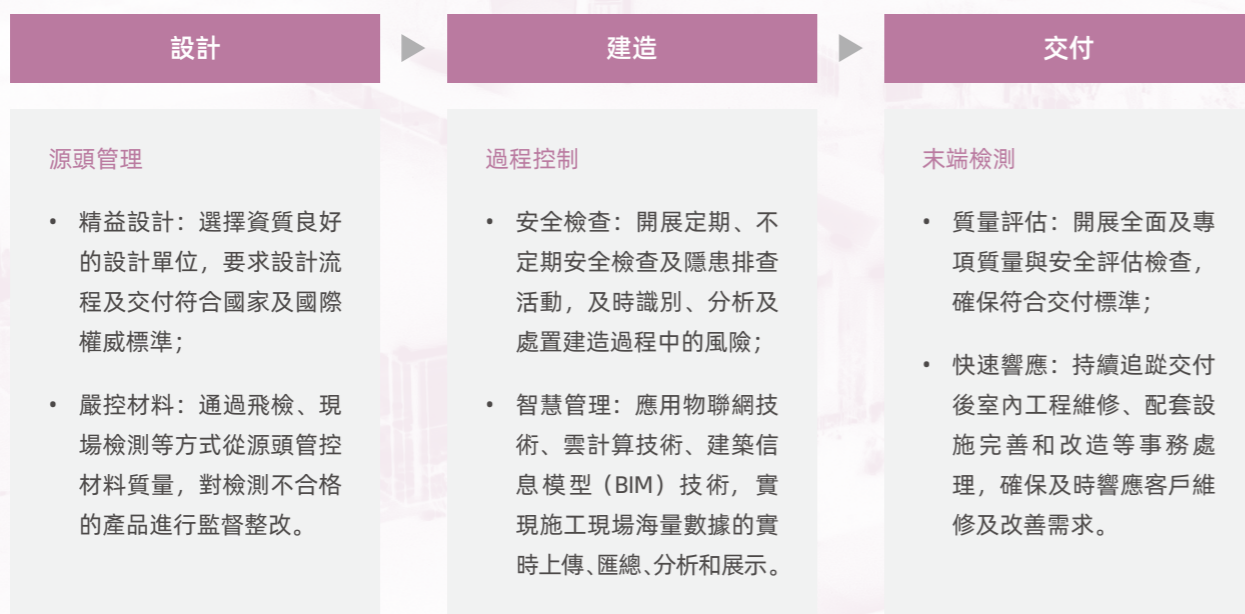 設計
源頭管理
• 精益設計：選擇資質良好
的設計單位，要求設計流
程及交付符合國家及國際
權威標準；
• 嚴控材料：通過飛檢、現
場檢測等方式從源頭管控
材料質量，對檢測不合格
的產品進行監督整改。
建造
過程控制
• 安全檢查：開展定期、不
定期安全檢查及隱患排查
活動，及時識別、分析及
處置建造過程中的風險；
• 智慧管理：應用物聯網技
術、雲計算技術、建築信
息模型（BIM）技術，實
現施工現場海量數據的實
時上傳、匯總、分析和展示。
交付
末端檢測
• 質量評估：開展全面及專
項質量與安全評估檢查，
確保符合交付標準；
• 快速響應：持續追蹤交付
後室內工程維修、配套設
施完善和改造等事務處
理，確保及時響應客戶維
修及改善需求。